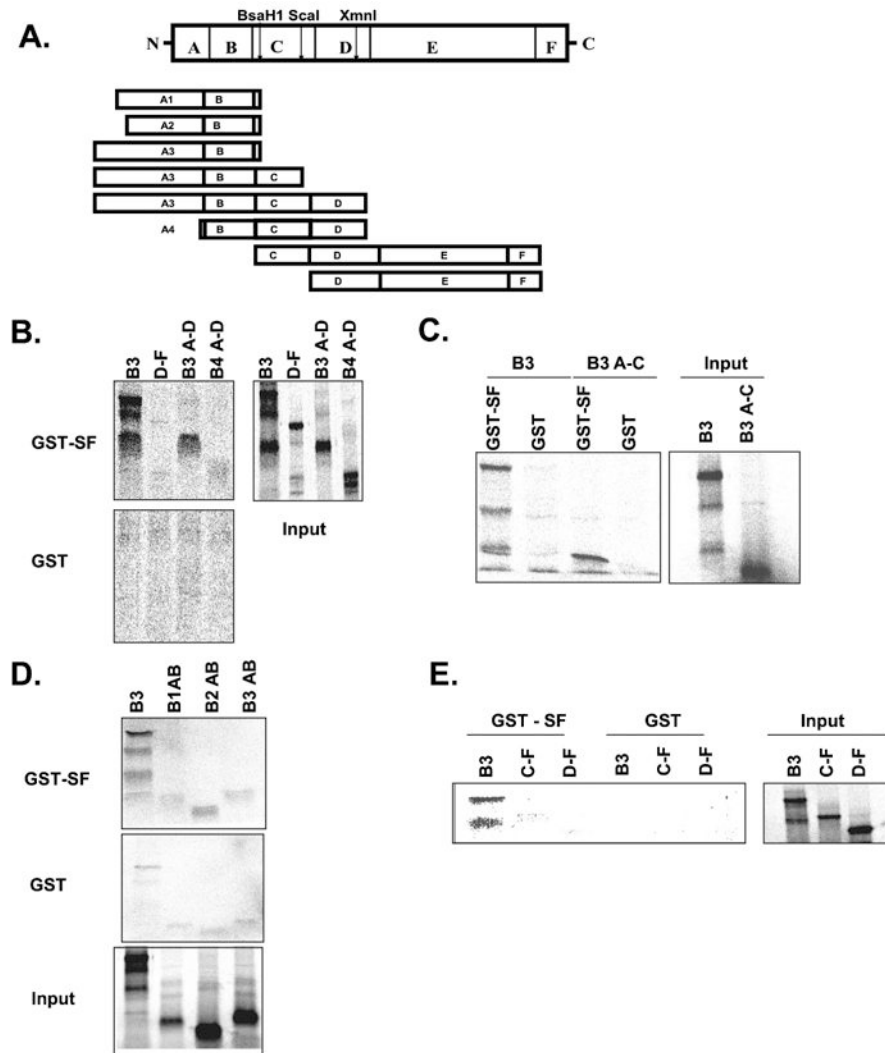 A.
BsaH1 ScaI XmnI
N A B C D E F C
A1 B
A2 B
A3 B
A3 B C
A3 B C D
A4 B C D
C D E F
D E F
B.
B3 D-F B3 A-D B4 A-D
B3 D-F B3 A-D B4 A-D
GST-SF
Input
GST
C.
B3 B3 A-C Input
GST-SF GST GST-SF GST B3 B3 A-C
D.
B3 B1AB B2 AB B3 AB
GST-SF
GST
Input
E.
GST - SF GST Input
B3 C-F D-F B3 C-F D-F B3 C-F D-F